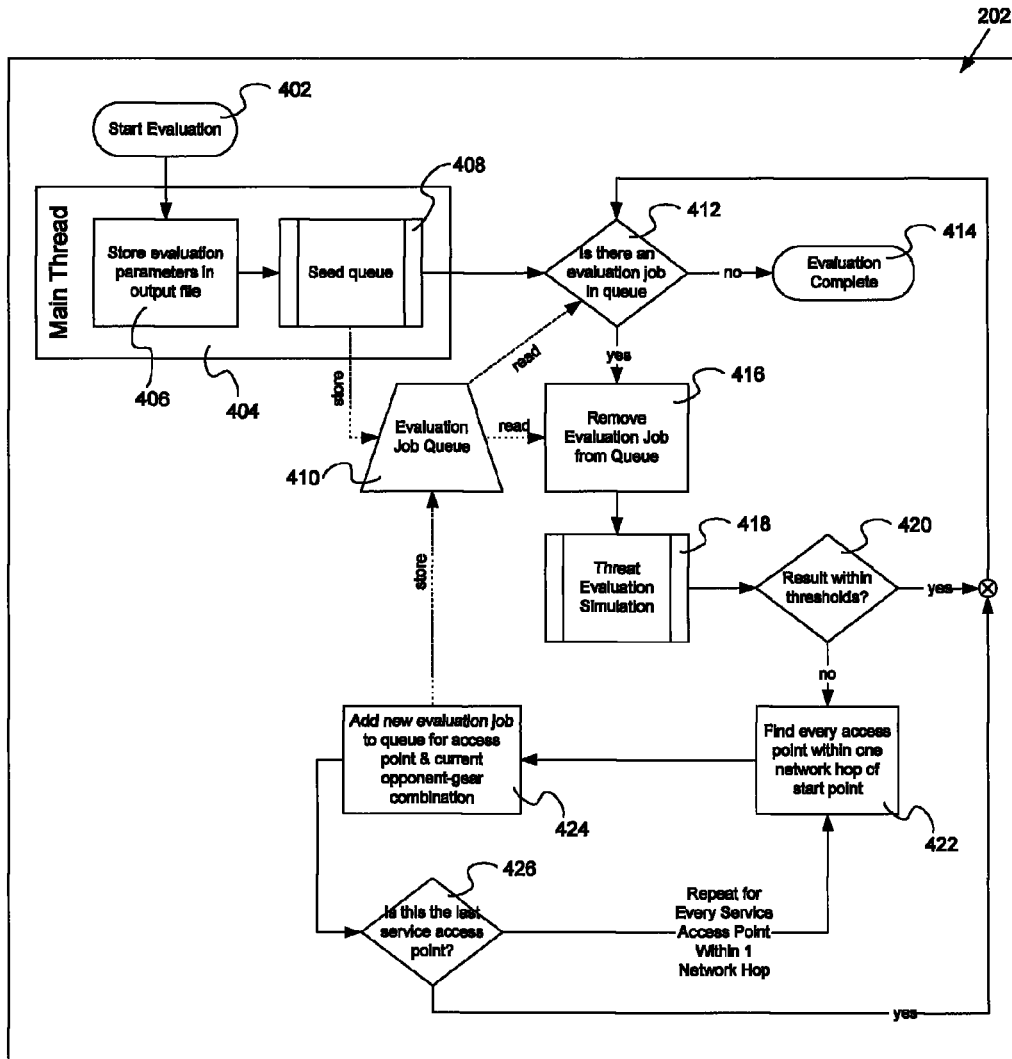 202
402
Start Evaluation
408
Main Thread
Store evaluation
parameters in
output file
Seed queue
412
Is there an
evaluation job
in queue
no
414
Evaluation
Complete
406
404
store
read
yes
416
Evaluation
Job Queue
read
Remove
Evaluation Job
from Queue
410
418
420
store
Threat
Evaluation
Simulation
Result within
thresholds?
yes
no
Add new evaluation job
to queue for access
point & current
opponent-gear
combination
Find every access
point within one
network hop of
start point
424
422
426
Is this the last
service access
point?
Repeat for
Every Service
Access Point
Within 1
Network Hop
yes